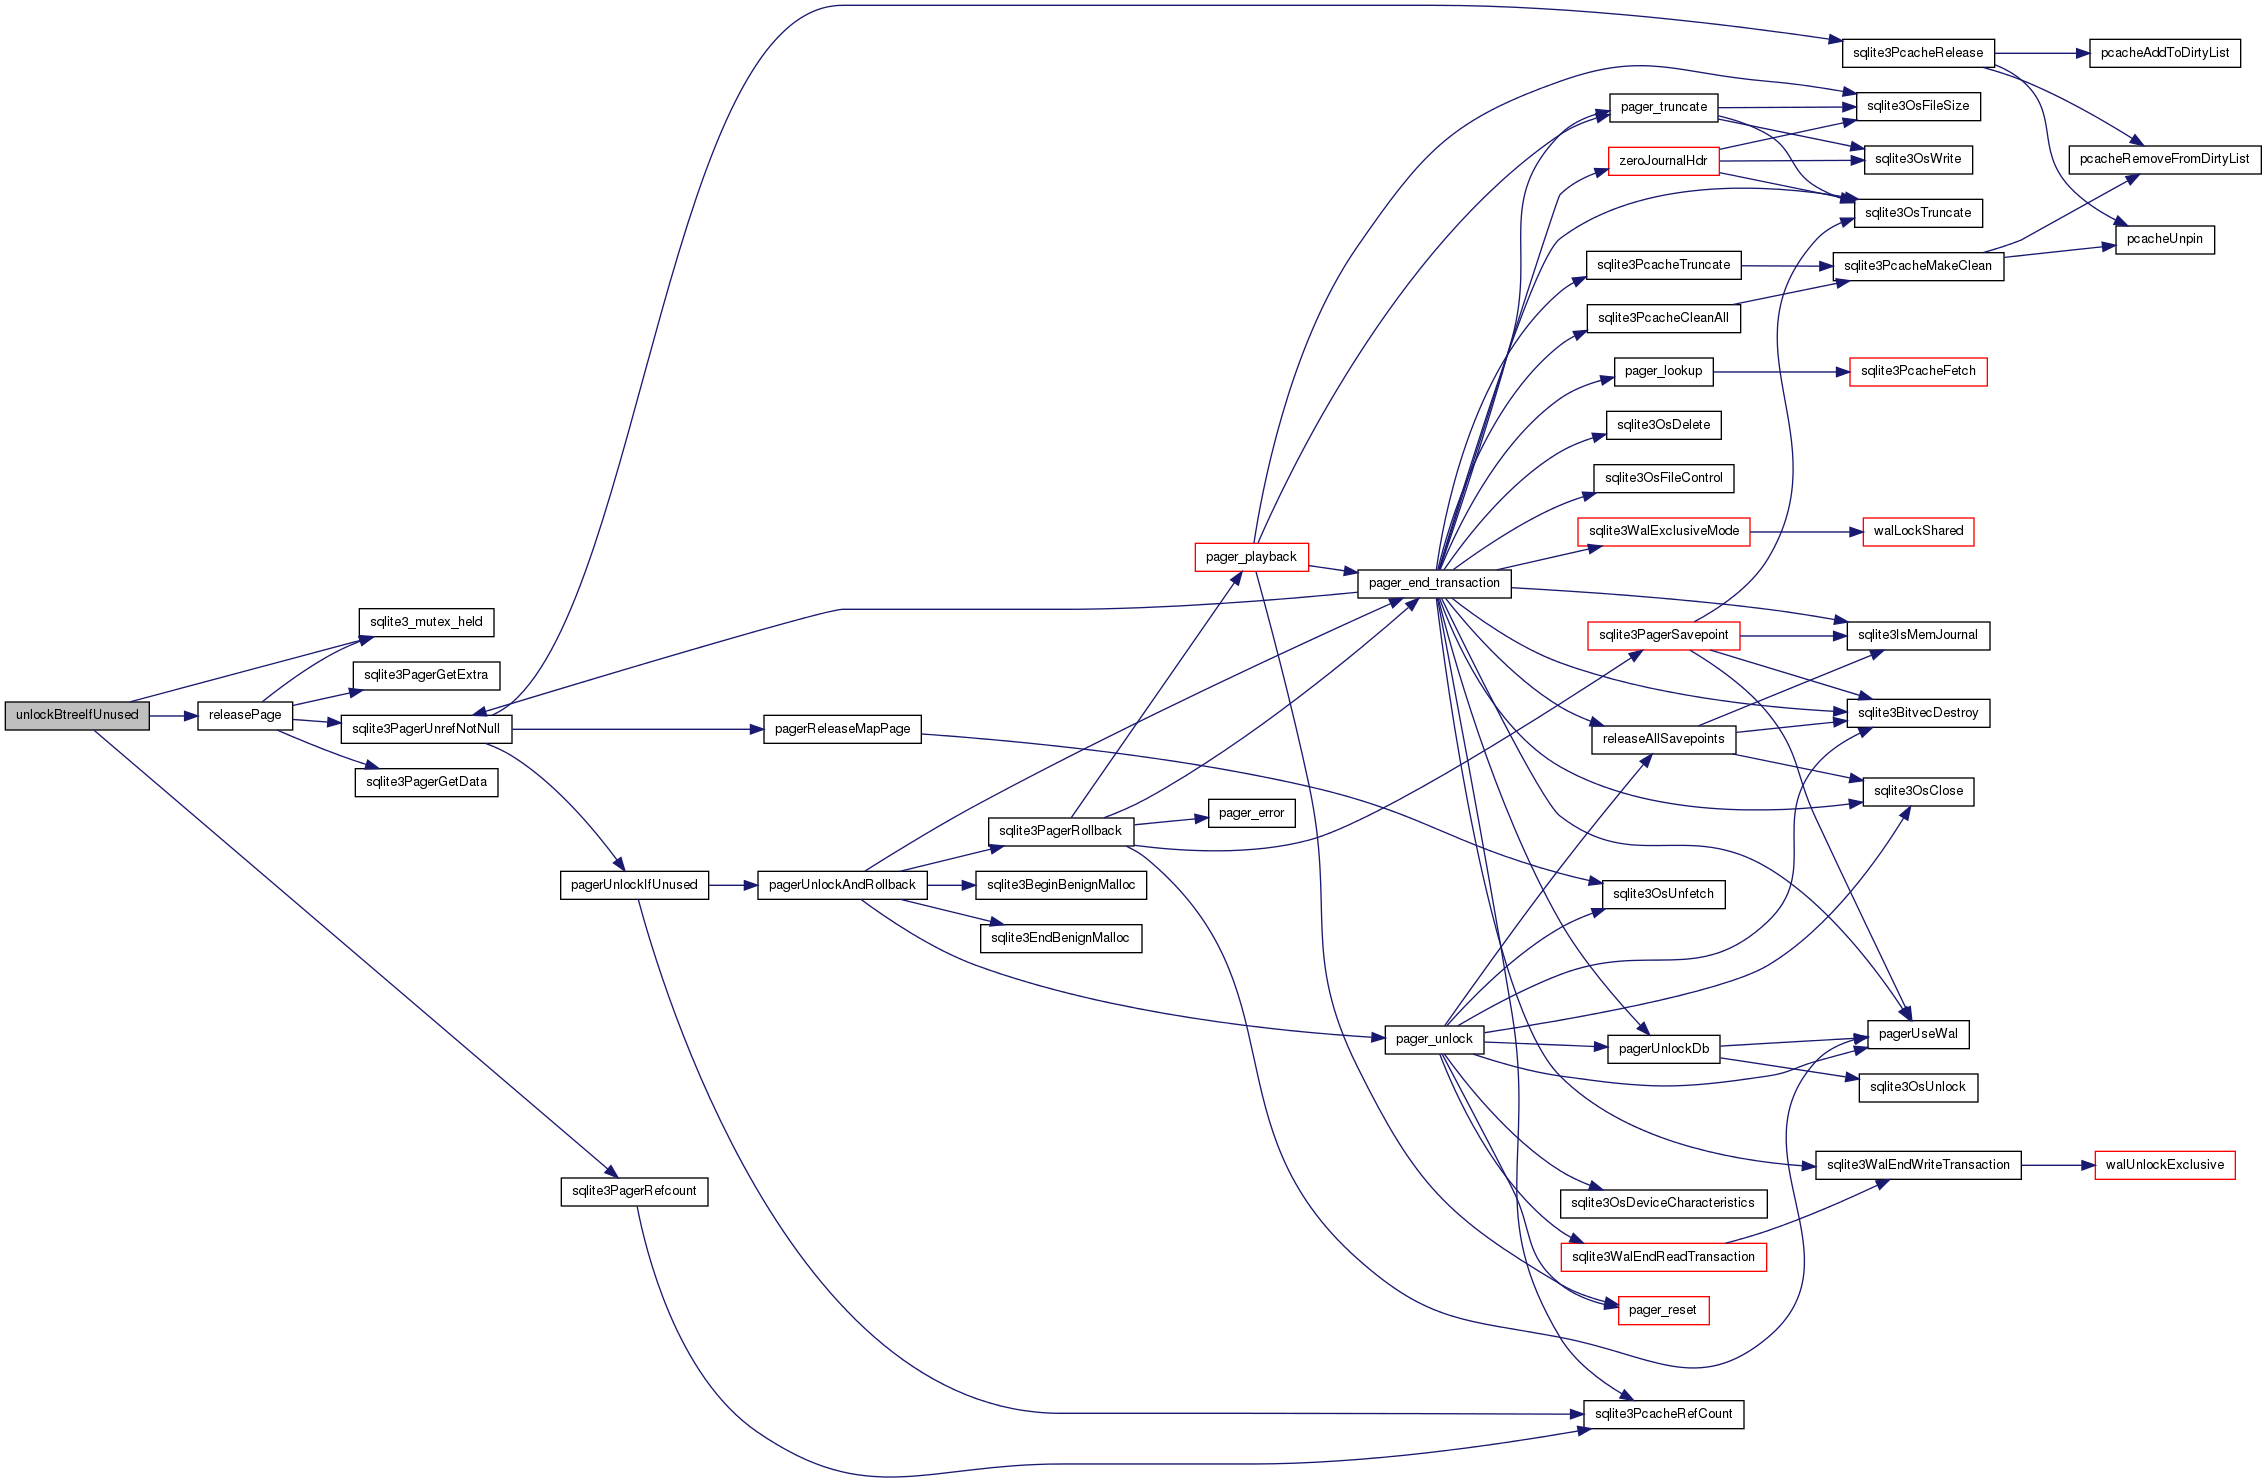 unlockBtreeIfUnused
sqlite3_mutex_held
sqlite3PagerGetExtra
releasePage
sqlite3PagerUnrefNotNull
sqlite3PagerGetData
pagerUnlockIfUnused
sqlite3PagerRefcount
pagerReleaseMapPage
pagerUnlockAndRollback
sqlite3PagerRollback
sqlite3BeginBenignMalloc
sqlite3EndBenignMalloc
pager_playback
pager_error
pager_end_transaction
pager_unlock
pager_truncate
zeroJournalHdr
sqlite3PcacheTruncate
sqlite3PcacheCleanAll
pager_lookup
sqlite3OsDelete
sqlite3OsFileControl
sqlite3WalExclusiveMode
sqlite3PagerSavepoint
releaseAllSavepoints
sqlite3OsUnfetch
pagerUnlockDb
sqlite3OsDeviceCharacteristics
sqlite3WalEndReadTransaction
pager_reset
sqlite3PcacheRefCount
sqlite3PcacheRelease
sqlite3OsFileSize
sqlite3OsWrite
sqlite3OsTruncate
sqlite3PcacheMakeClean
sqlite3PcacheFetch
walLockShared
sqlite3IsMemJournal
sqlite3BitvecDestroy
sqlite3OsClose
pagerUseWal
sqlite3OsUnlock
sqlite3WalEndWriteTransaction
pcacheAddToDirtyList
pcacheRemoveFromDirtyList
pcacheUnpin
walUnlockExclusive